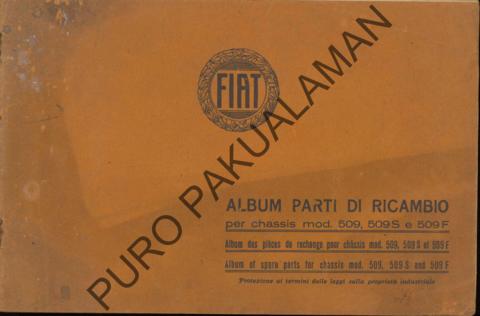 FIAT
ALBUM PARTI DI RICAMBIO
per chassis mod. 509, 509 S e 509 F
Album des pièces de rechange pour châssis mod. 509, 509 S et 509 F
Album of spare parts for chassis mod. 509, 509 S and 509 F
Protezione ai termini delle leggi sulla proprietà industriale
PURO PAKUALAMAN